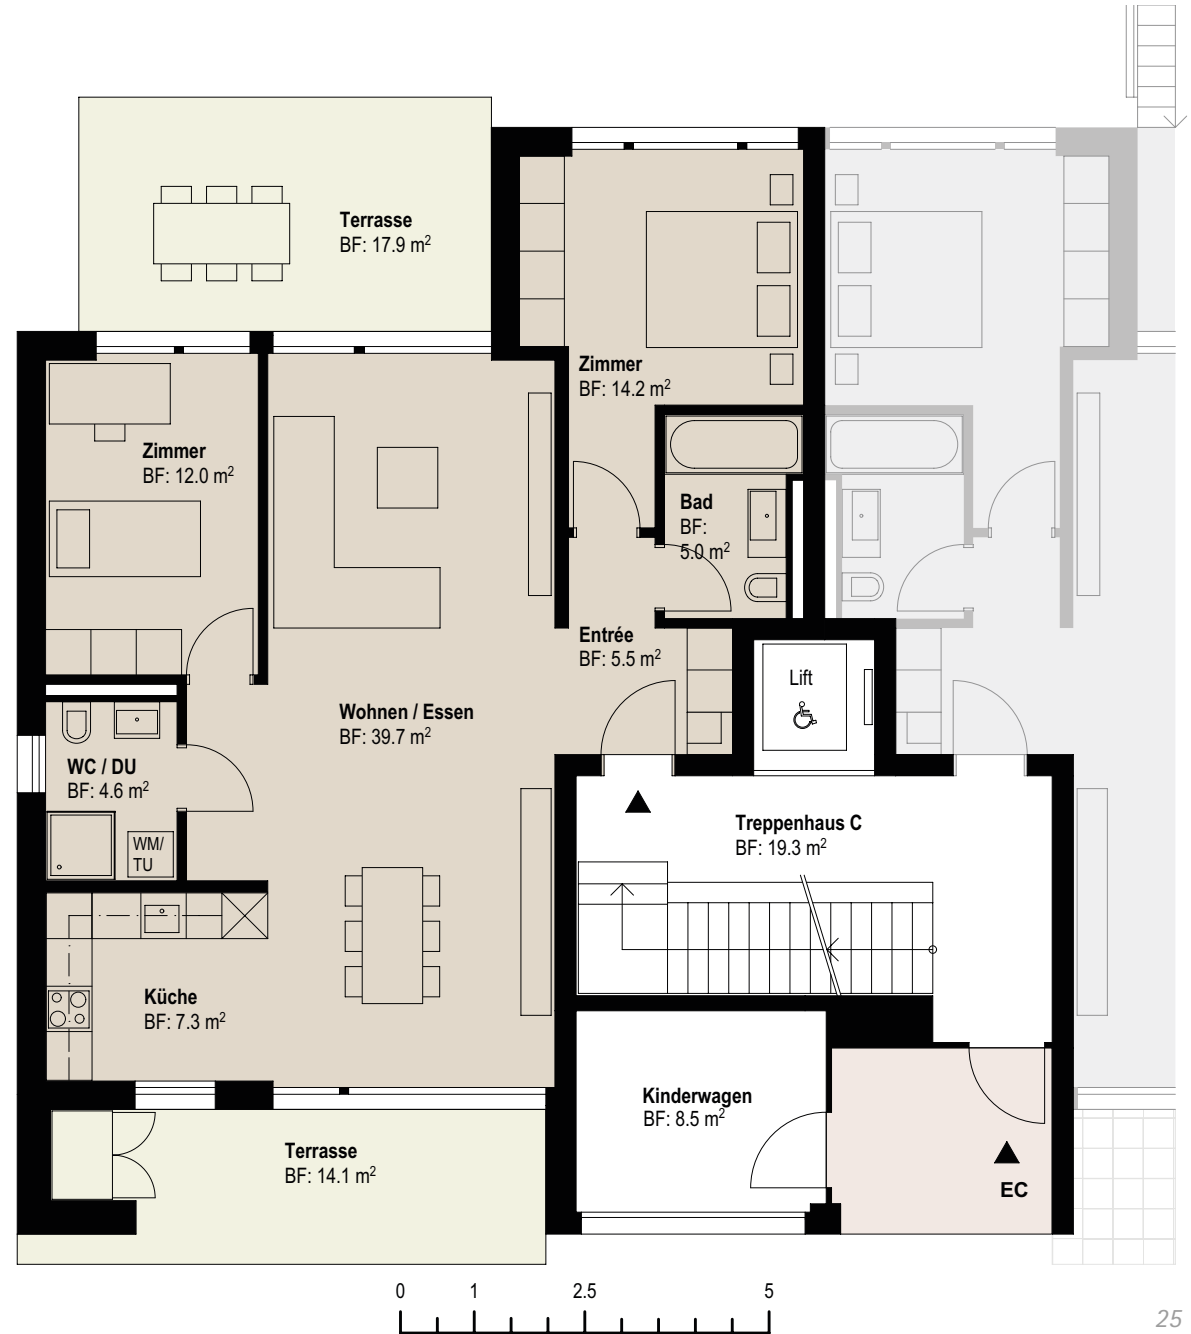 Terrasse
BF: 17.9 m²
Zimmer
BF: 14.2 m²
Zimmer
BF: 12.0 m²
Bad
BF:
5.0 m²
Entrée
BF: 5.5 m²
Lift
Wohnen / Essen
BF: 39.7 m²
WC / DU
BF: 4.6 m²
WM/
TU
Treppenhaus C
BF: 19.3 m²
Küche
BF: 7.3 m²
Kinderwagen
BF: 8.5 m²
Terrasse
BF: 14.1 m²
EC
0 1 2.5 5
25